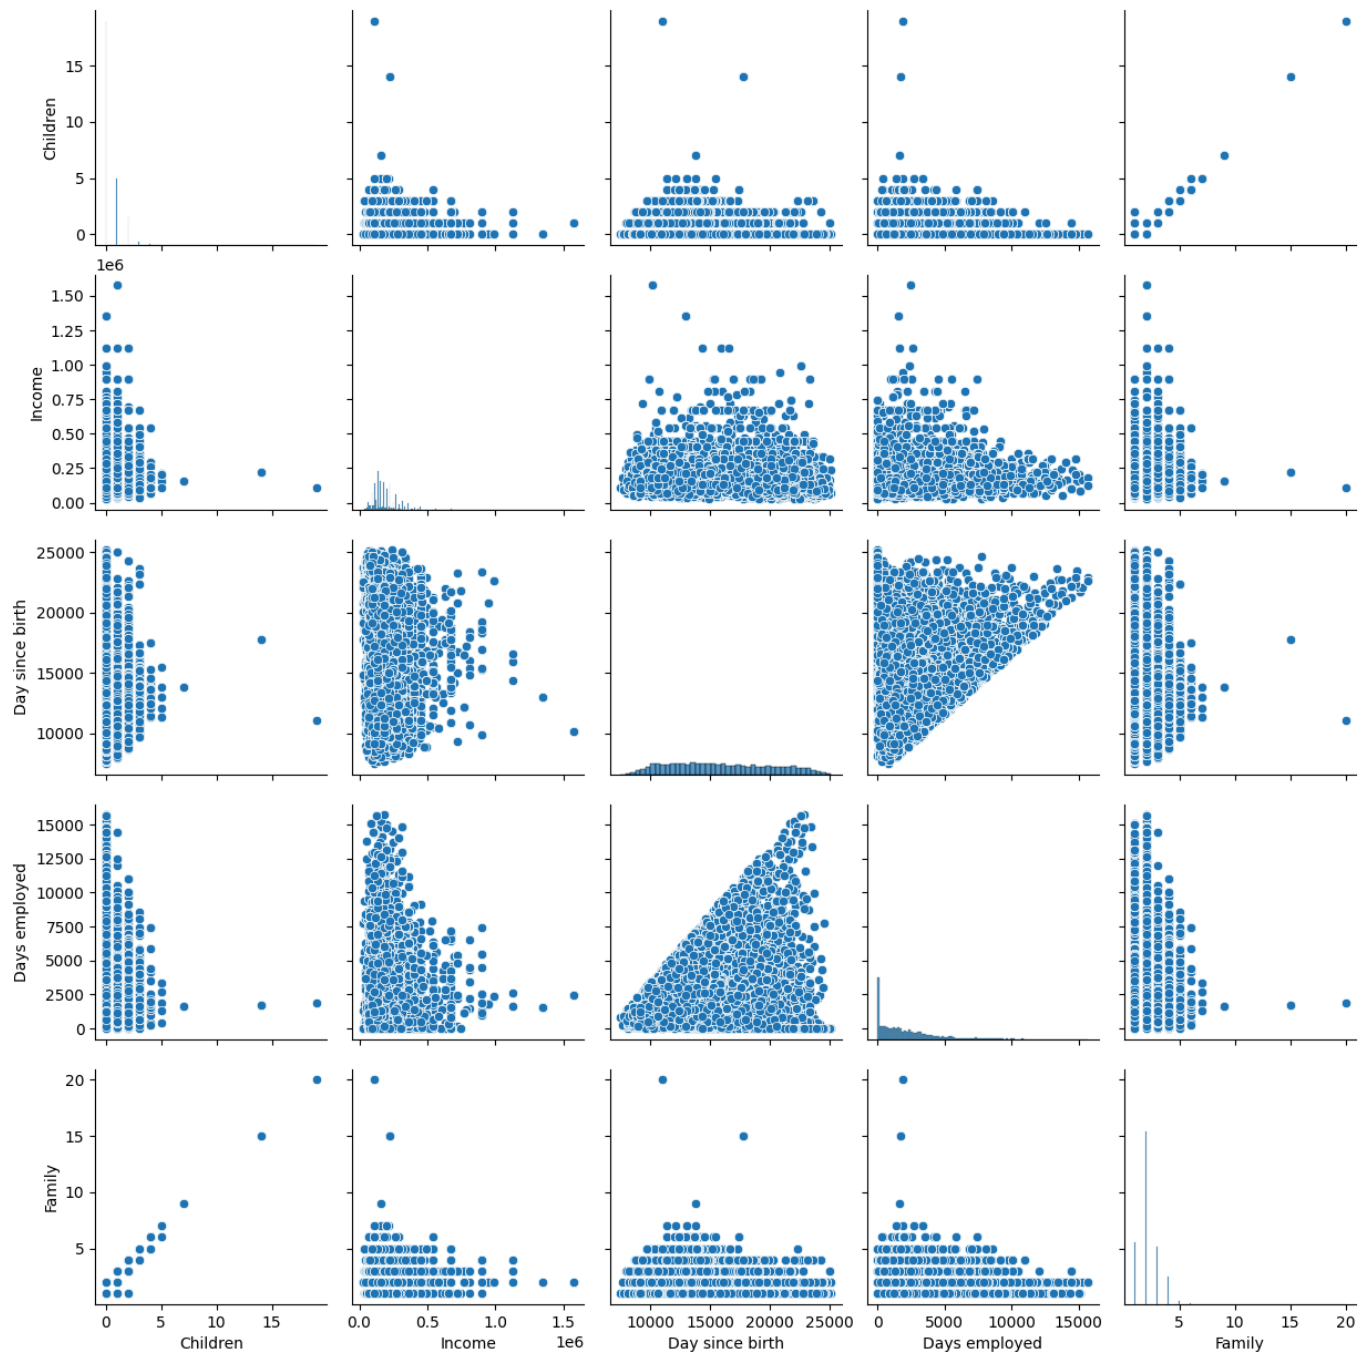 15
10
5
0
Children
1e6
1.50
1.25
1.00
0.75
0.50
0.25
0.00
Income
25000
20000
15000
10000
Day since birth
15000
12500
10000
7500
5000
2500
0
Days employed
20
15
10
5
Family
0 5 10 15
0.0 0.5 1.0 1.5
10000 15000 20000 25000
0 5000 10000 15000
5 10 15 20
1e6
Children Income Day since birth Days employed Family